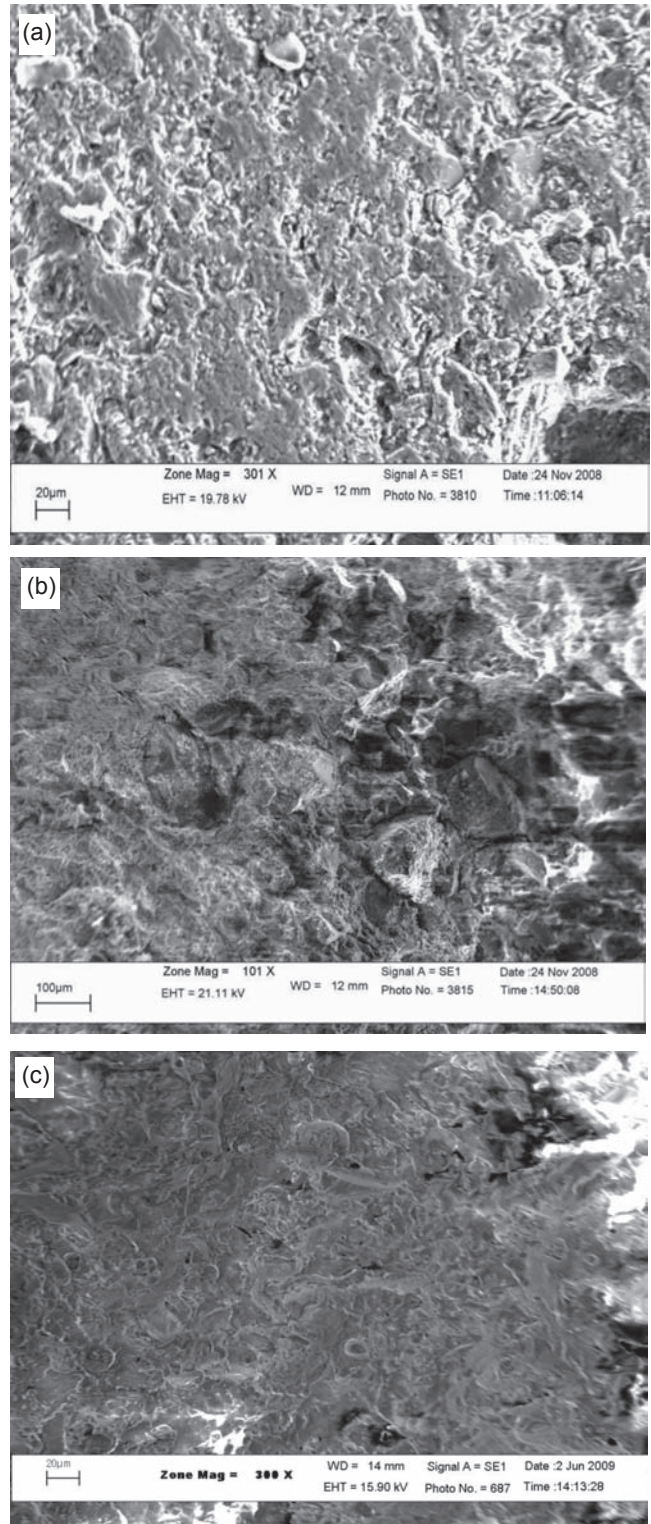 (a)
Zone Mag = 301 X Signal A = SE1 Date :24 Nov 2008
20µm EHT = 19.78 kV WD = 12 mm Photo No. = 3810 Time :11:06:14
(b)
Zone Mag = 101 X Signal A = SE1 Date :24 Nov 2008
100µm EHT = 21.11 kV WD = 12 mm Photo No. = 3815 Time :14:50:08
(c)
20µm Zone Mag = 300 X WD = 14 mm Signal A = SE1 Date :2 Jun 2009
EHT = 15.90 kV Photo No. = 687 Time :14:13:28